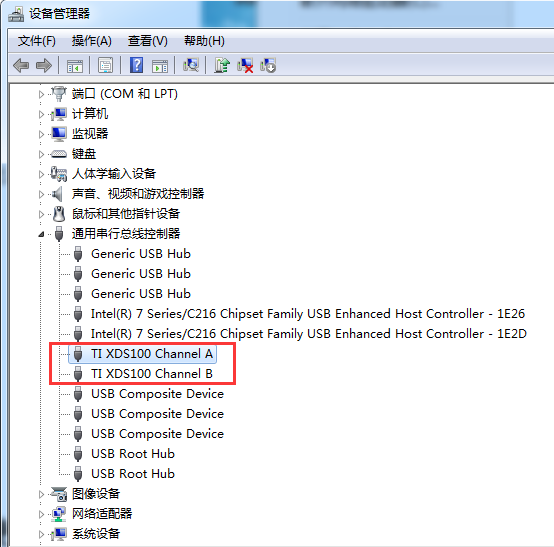 设备管理器
文件(F) 操作(A) 查看(V) 帮助(H)
端口 (COM 和 LPT)
计算机
监视器
键盘
人体学输入设备
声音、视频和游戏控制器
鼠标和其他指针设备
通用串行总线控制器
Generic USB Hub
Generic USB Hub
Generic USB Hub
Intel(R) 7 Series/C216 Chipset Family USB Enhanced Host Controller - 1E26
Intel(R) 7 Series/C216 Chipset Family USB Enhanced Host Controller - 1E2D
TI XDS100 Channel A
TI XDS100 Channel B
USB Composite Device
USB Composite Device
USB Composite Device
USB Root Hub
USB Root Hub
图像设备
网络适配器
系统设备